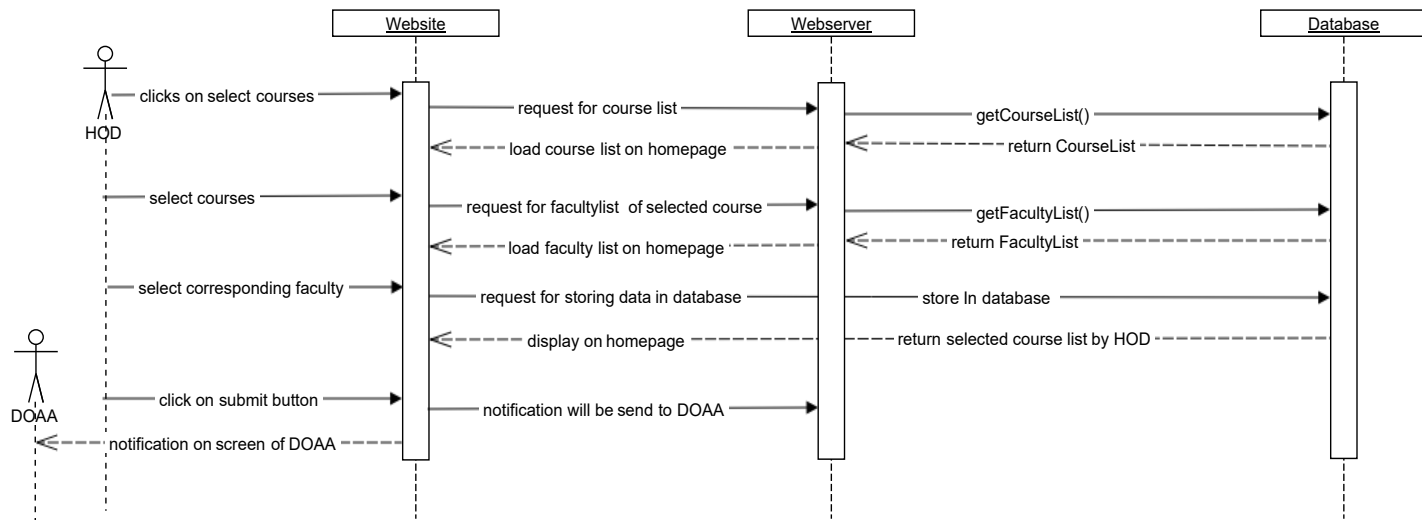 Website
Webserver
Database
clicks on select courses
request for course list
getCourseList()
HOD
load course list on homepage
return CourseList
select courses
request for facultylist  of selected course
getFacultyList()
load faculty list on homepage
return FacultyList
select corresponding faculty
request for storing data in database
store In database
display on homepage
return selected course list by HOD
click on submit button
notification will be send to DOAA
DOAA
notification on screen of DOAA